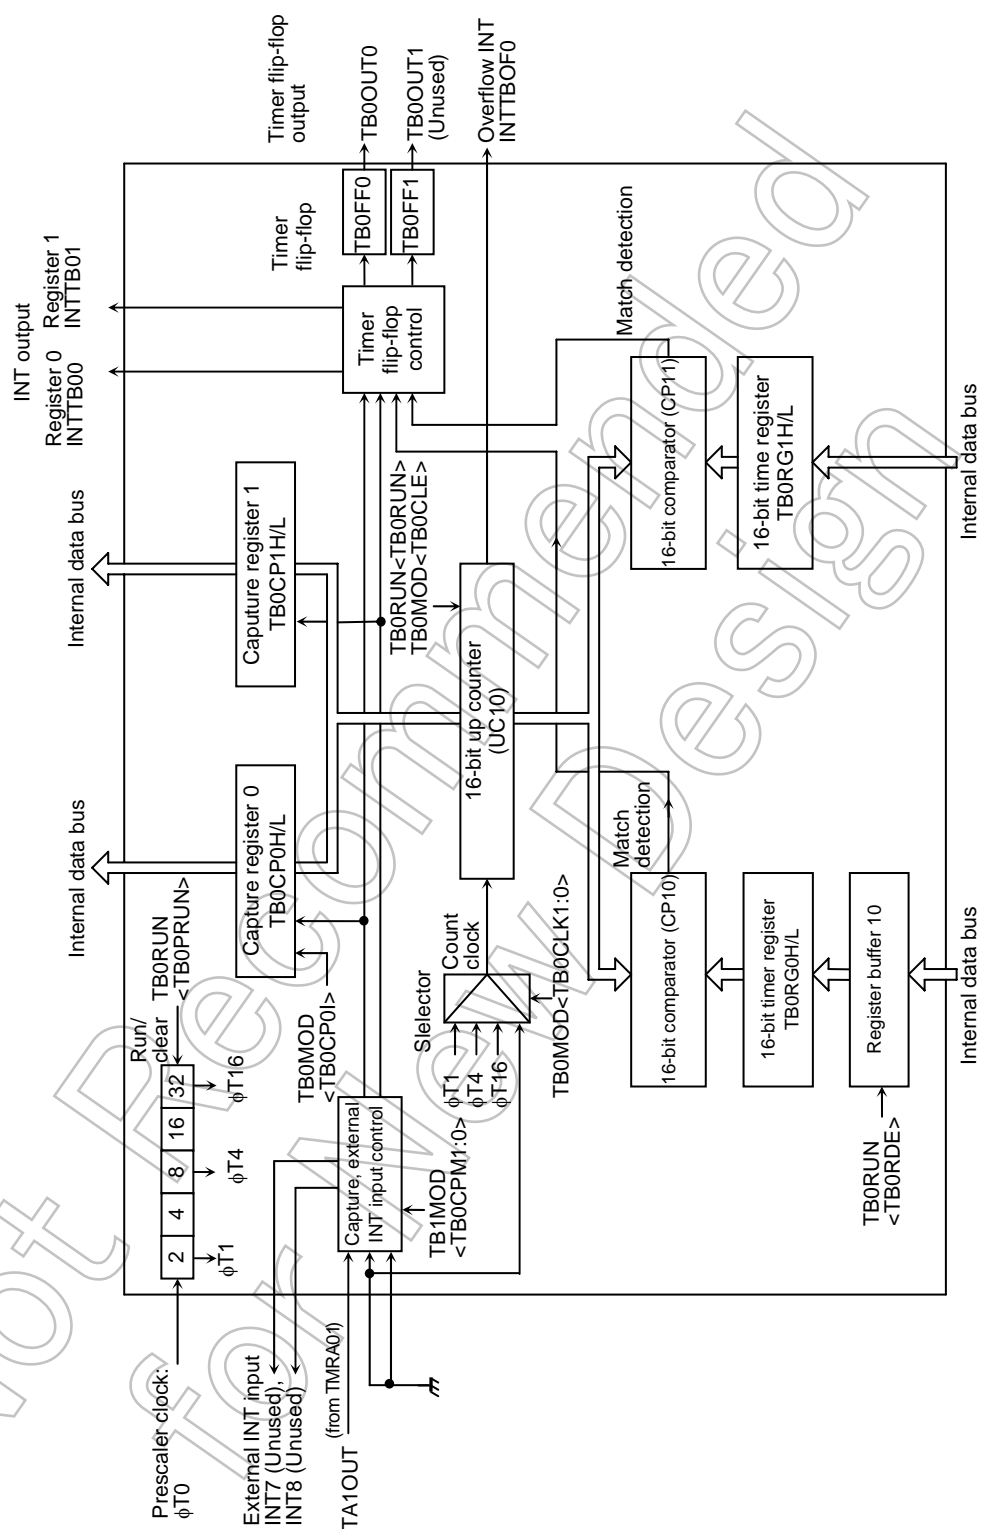 Prescaler clock:
φT0
2 4 8 16 32
φT1
φT4
φT16
Run/
clear
TB0RUN
<TB0PRUN>
Internal data bus
Internal data bus
INT output
Register 0
INTTB00
Register 1
INTTB01
External INT input
INT7 (Unused),
INT8 (Unused)
TA1OUT
(from TMRA01)
Capture, external
INT input control
TB1MOD
<TB0CPM1:0>
TB0MOD
<TB0CP0I>
Capture register 0
TB0CP0H/L
Caputure register 1
TB0CP1H/L
Timer
flip-flop
control
Timer
flip-flop
TB0FF0
TB0FF1
Timer flip-flop
output
TB0OUT0
TB0OUT1
(Unused)
Overflow INT
INTTBOF0
Slelector
φT1
φT4
φT16
Count
clock
TB0MOD<TB0CLK1:0>
TB0RUN<TB0RUN>
TB0MOD<TB0CLE>
16-bit up counter
(UC10)
Match
detection
Match detection
16-bit comparator (CP10)
16-bit comparator (CP11)
16-bit timer register
TB0RG0H/L
16-bit time register
TB0RG1H/L
Register buffer 10
TB0RUN
<TB0RDE>
Internal data bus
Internal data bus
Not Recommended
for New Design